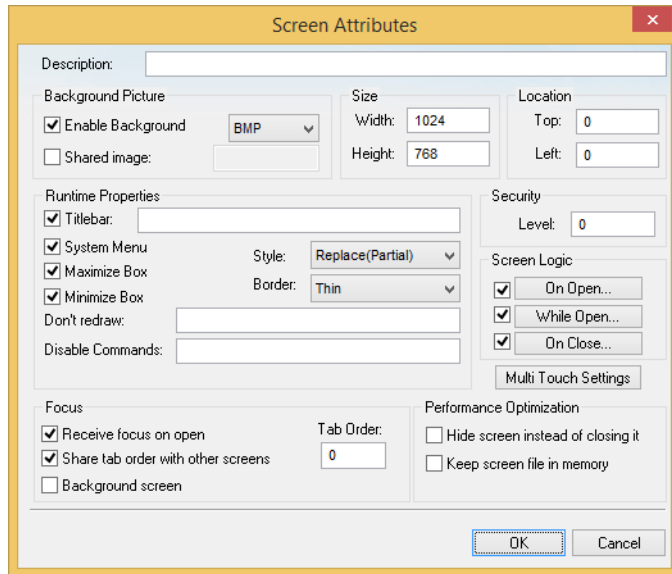 Screen Attributes
Description:
Background Picture
Enable Background
BMP
Shared image:
Size
Width:
1024
Height:
768
Location
Top:
0
Left:
0
Runtime Properties
Titlebar:
System Menu
Maximize Box
Minimize Box
Style:
Replace(Partial)
Border:
Thin
Don't redraw:
Disable Commands:
Security
Level:
0
Screen Logic
On Open...
While Open...
On Close...
Multi Touch Settings
Focus
Receive focus on open
Share tab order with other screens
Background screen
Tab Order:
0
Performance Optimization
Hide screen instead of closing it
Keep screen file in memory
OK
Cancel